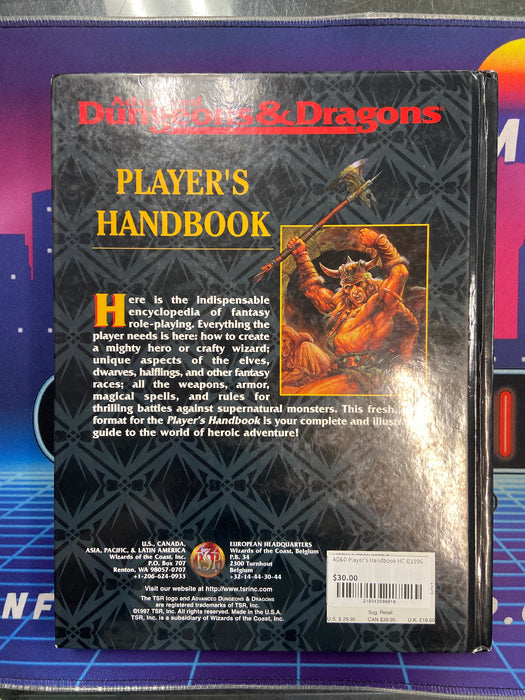 Advanced
Dungeons & Dragons
PLAYER'S
HANDBOOK
Here is the indispensable
encyclopedia of fantasy
role-playing. Everything the
player needs is here: how to create
a mighty hero or crafty wizard;
unique aspects of the elves,
dwarves, halflings, and other fantasy
races; all the weapons, armor,
magical spells, and rules for
thrilling battles against supernatural monsters. This fresh,
format for the Player's Handbook is your complete and illustr
guide to the world of heroic adventure!
U.S., CANADA,
ASIA, PACIFIC, & LATIN AMERICA
Wizards of the Coast, Inc.
P.O. Box 707
Renton, WA 98057-0707
+1-206-624-0933
TSR
EUROPEAN HEADQUARTERS
Wizards of the Coast, Belgium
P.B. 34
2300 Turnhout
Belgium
+32-14-44-30-44
Visit our website at http://www.tsrinc.com
The TSR logo and ADVANCED DUNGEONS & DRAGONS
are registered trademarks of TSR, Inc.
©1997 TSR, Inc. All rights reserved. Made in the U.S.A.
TSR, Inc. is a subsidiary of Wizards of the Coast, Inc.
AD&D Player's Handbook HC ©1996
$30.00
Sug. Retail:
U.S. $ 29.95 CAN $39.95 U.K. £18.50
M
INF